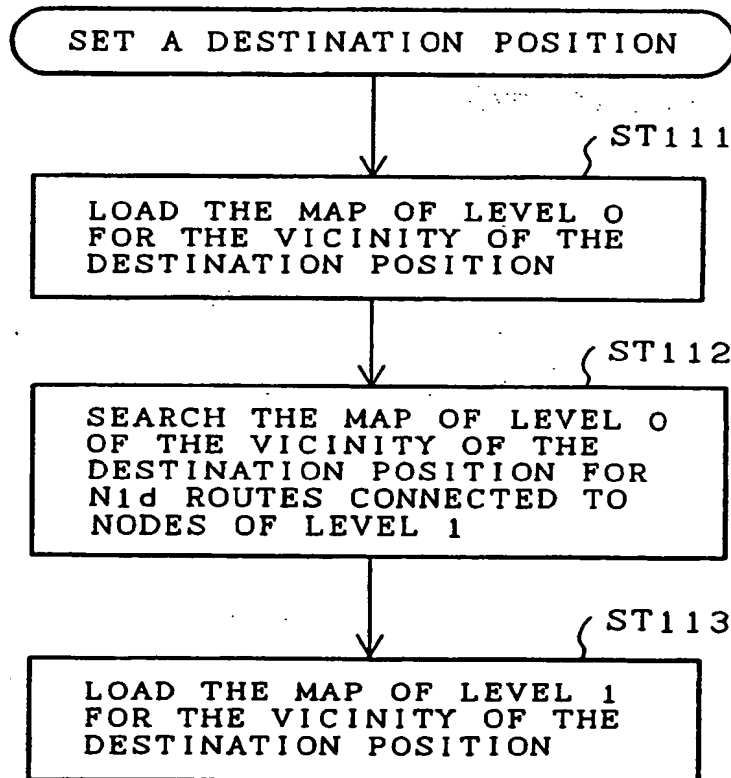 SET A DESTINATION POSITION
ST111
LOAD THE MAP OF LEVEL 0
FOR THE VICINITY OF THE
DESTINATION POSITION
ST112
SEARCH THE MAP OF LEVEL 0
OF THE VICINITY OF THE
DESTINATION POSITION FOR
N1d ROUTES CONNECTED TO
NODES OF LEVEL 1
ST113
LOAD THE MAP OF LEVEL 1
FOR THE VICINITY OF THE
DESTINATION POSITION